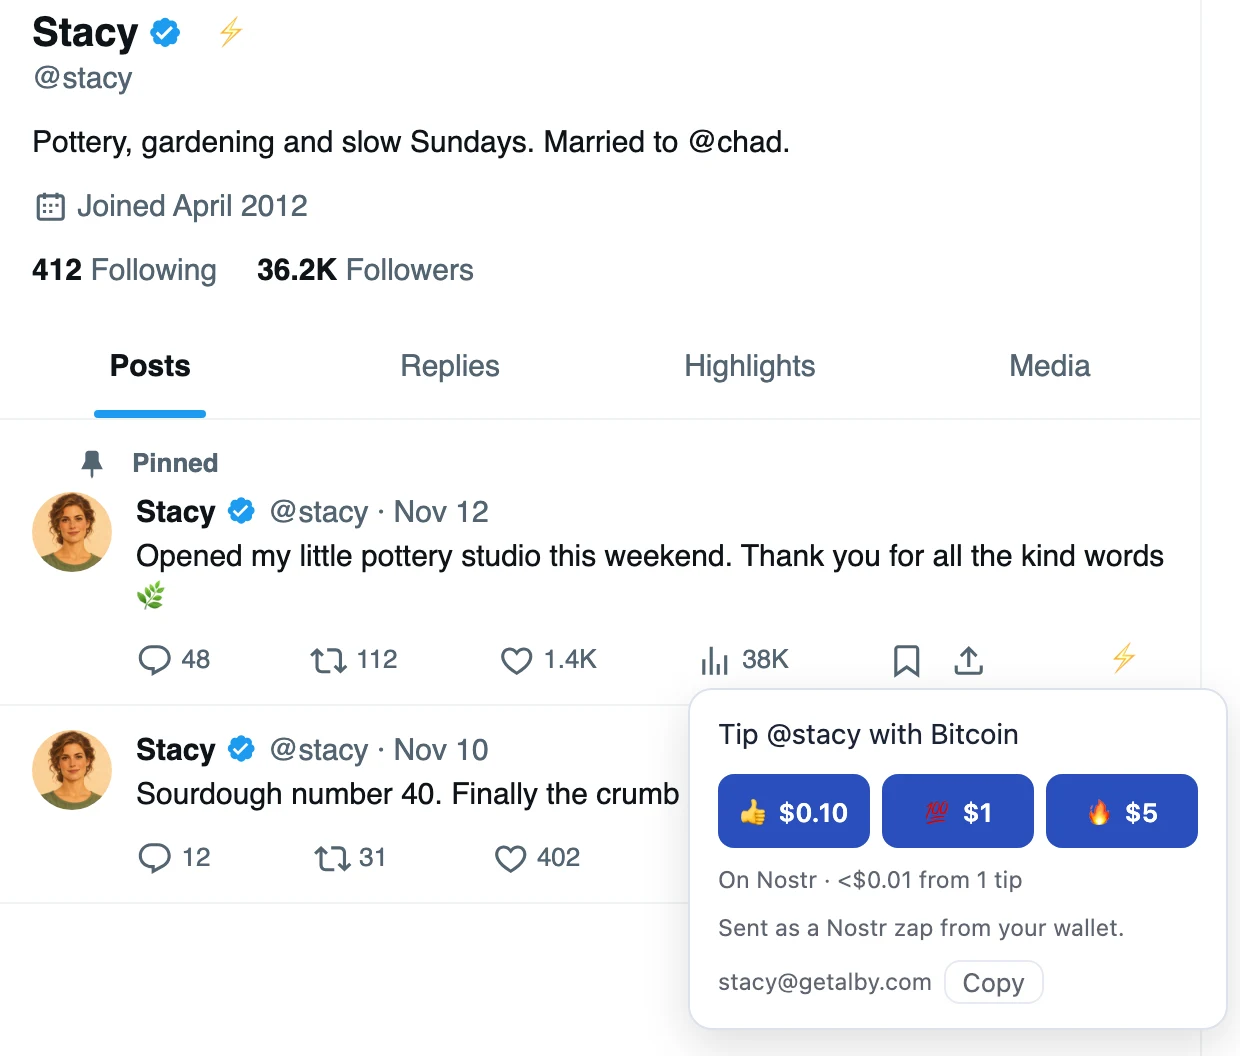 Stacy
@stacy
Pottery, gardening and slow Sundays. Married to @chad.
Joined April 2012
412 Following 36.2K Followers
Posts Replies Highlights Media
Pinned
Stacy @stacy · Nov 12
Opened my little pottery studio this weekend. Thank you for all the kind words
🌿
48 112 1.4K 38K
Stacy @stacy · Nov 10
Sourdough number 40. Finally the crumb
12 31 402
Tip @stacy with Bitcoin
👍 $0.10 💯 $1 🔥 $5
On Nostr · <$0.01 from 1 tip
Sent as a Nostr zap from your wallet.
stacy@getalby.com Copy